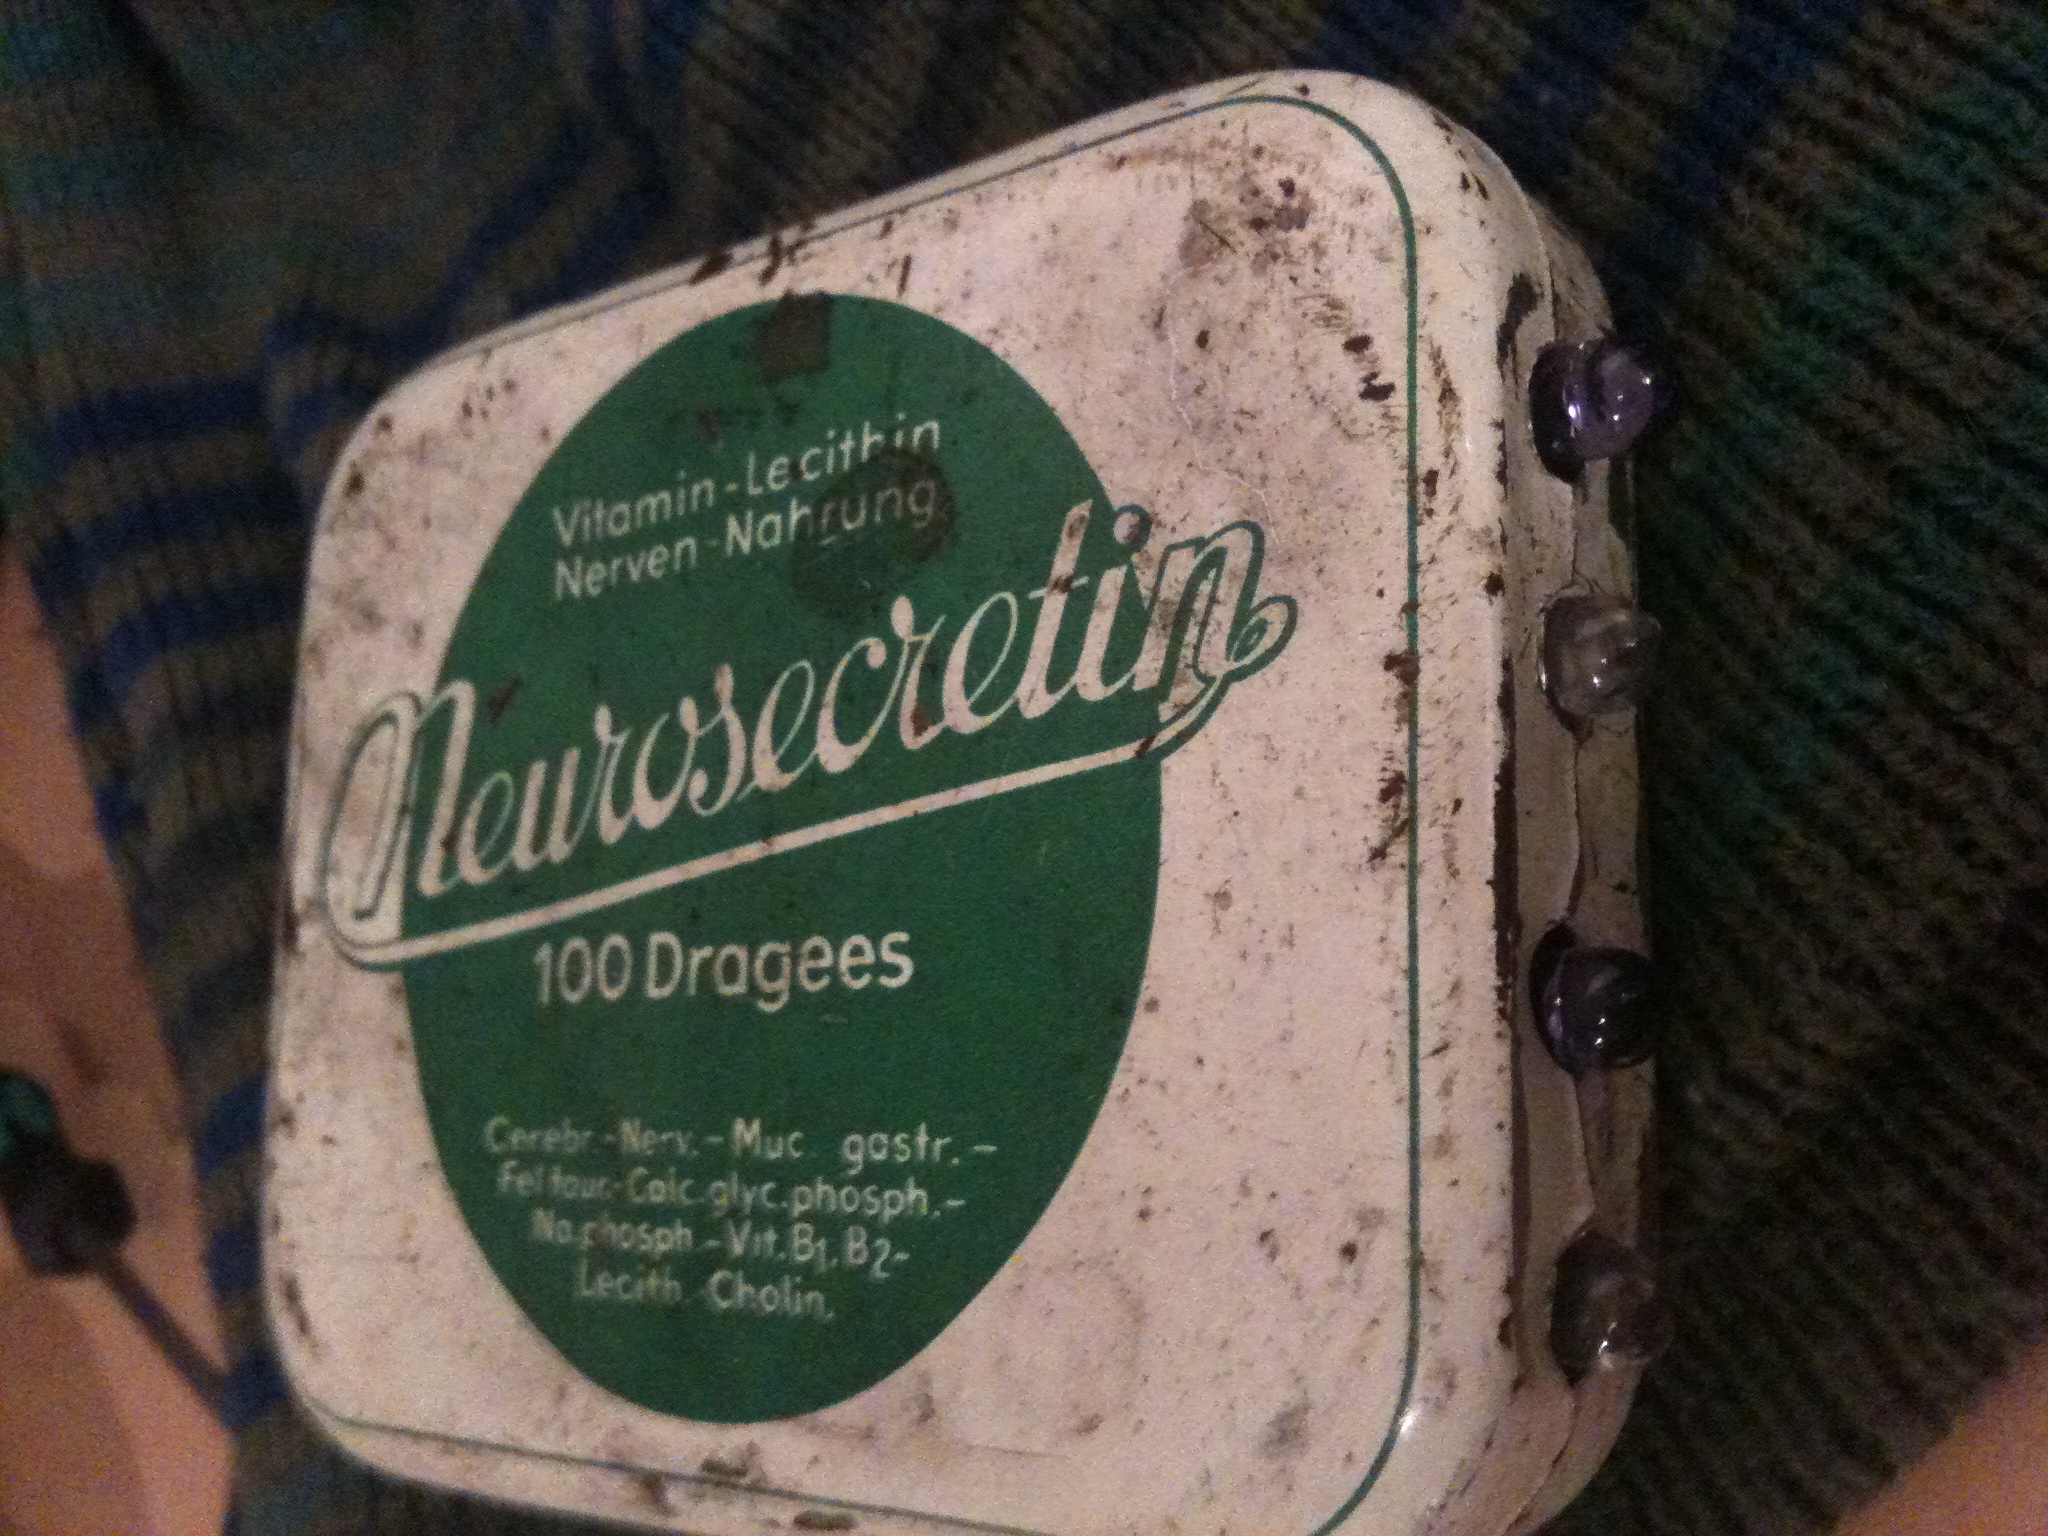 Vitamin-Lecithin
Nerven-Nahrung
Neurosecretin
100 Dragees
Cerebr.-Nerv.-Muc gastr.-
Fel taur.-Calc.glyc.phosph.-
Na.phosph.-Vit.B1,B2-
Lecith.-Cholin.